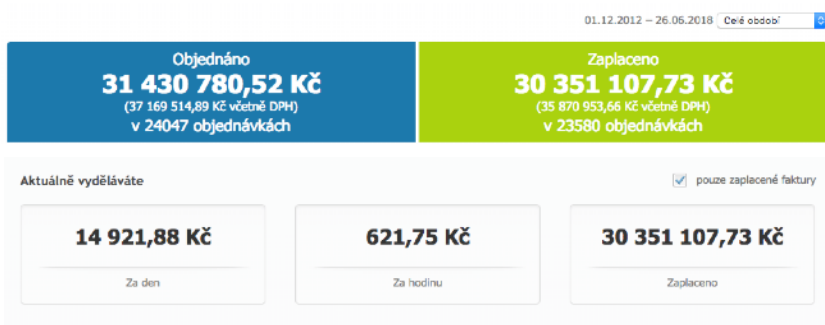 01.12.2012 – 26.06.2018 Celé období
Objednáno
31 430 780,52 Kč
(37 169 514,89 Kč včetně DPH)
v 24047 objednávkách
Zaplaceno
30 351 107,73 Kč
(35 870 953,66 Kč včetně DPH)
v 23580 objednávkách
Aktuálně vyděláváte
pouze zaplacené faktury
14 921,88 Kč
Za den
621,75 Kč
Za hodinu
30 351 107,73 Kč
Zaplaceno